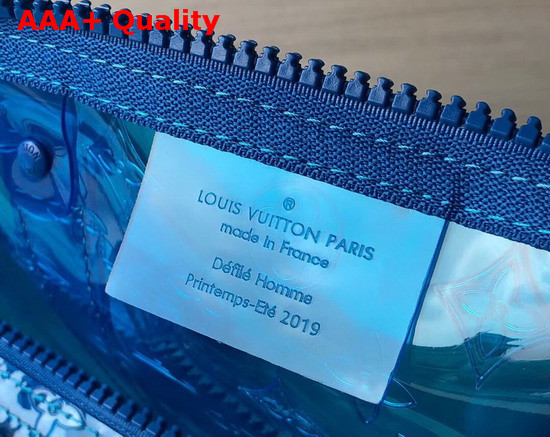 AAA+ Quality
®
LOUIS VUITTON PARIS
made in France
Défilé Homme
Printemps-Eté 2019